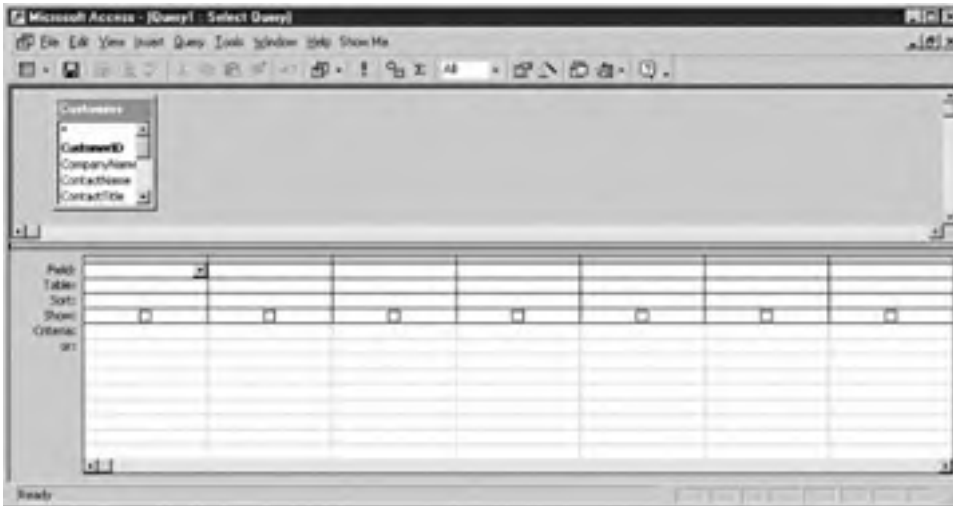 Microsoft Access - [Query1 : Select Query]
File Edit View Insert Query Tools Window Help Show Me
All
Customers
*
CustomerID
CompanyName
ContactName
ContactTitle
Field:
Table:
Sort:
Show:
Criteria:
or:
Ready